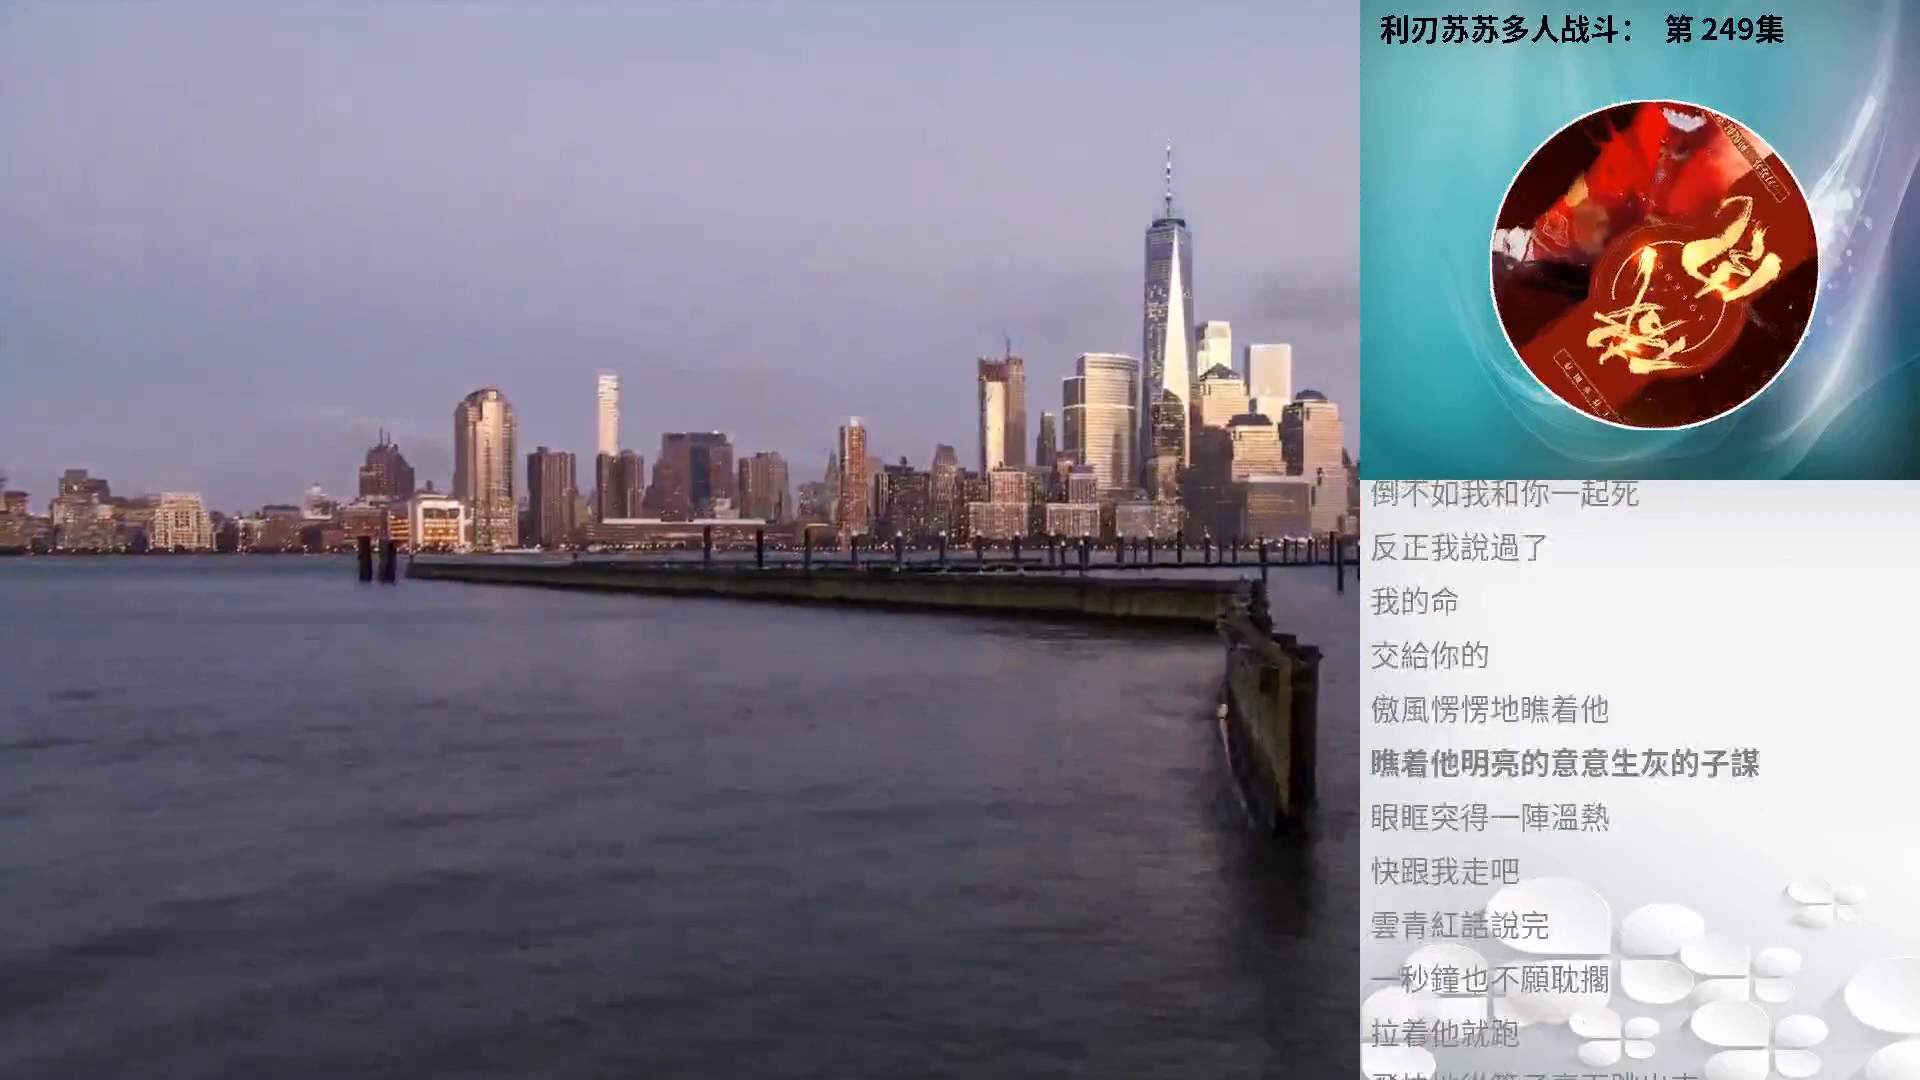 利刃苏苏多人战斗： 第 249集
倒不如我和你一起死
反正我說過了
我的命
交給你的
傲風愣愣地瞧着他
瞧着他明亮的意意生灰的子謀
眼眶突得一陣溫熱
快跟我走吧
雲青紅話說完
一秒鐘也不願耽擱
拉着他就跑